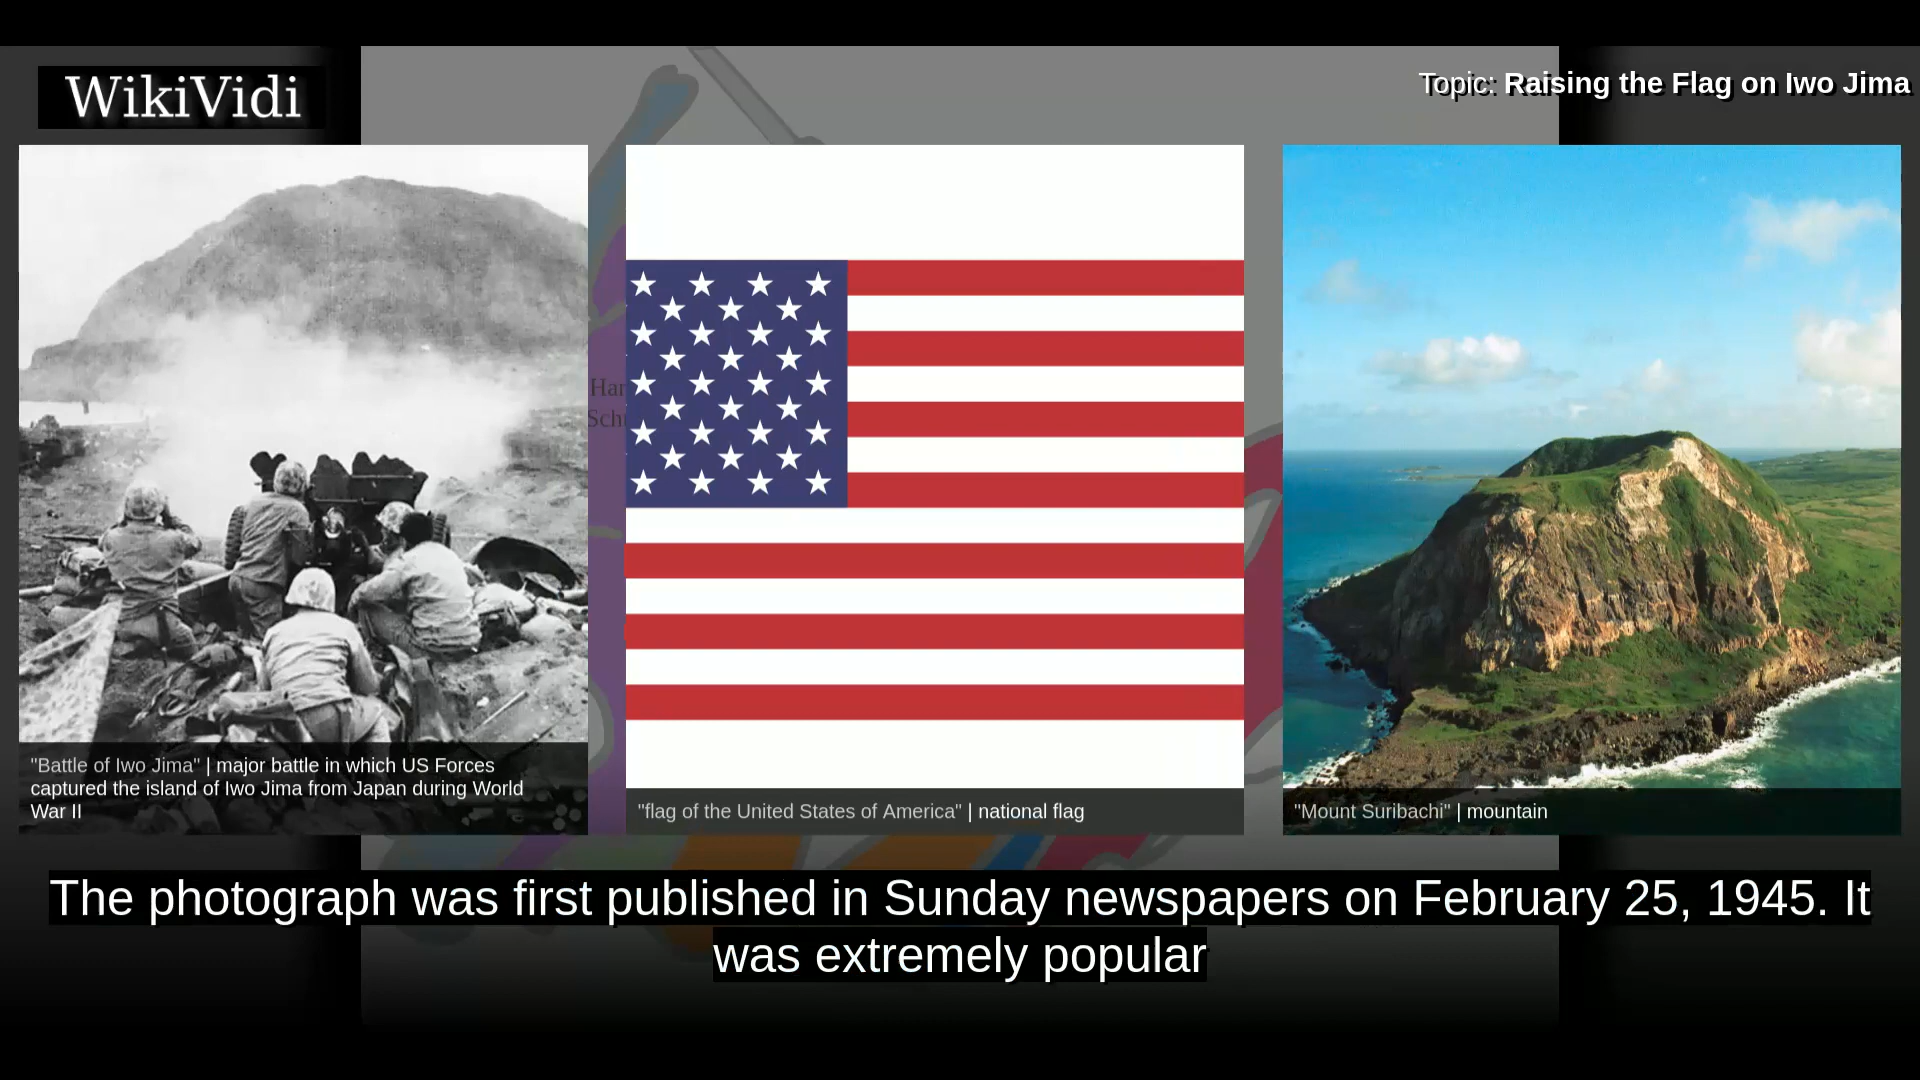 WikiVidi
Topic: Raising the Flag on Iwo Jima
Har
Sch
"Battle of Iwo Jima" | major battle in which US Forces
captured the island of Iwo Jima from Japan during World
War II
"flag of the United States of America" | national flag
"Mount Suribachi" | mountain
The photograph was first published in Sunday newspapers on February 25, 1945. It
was extremely popular